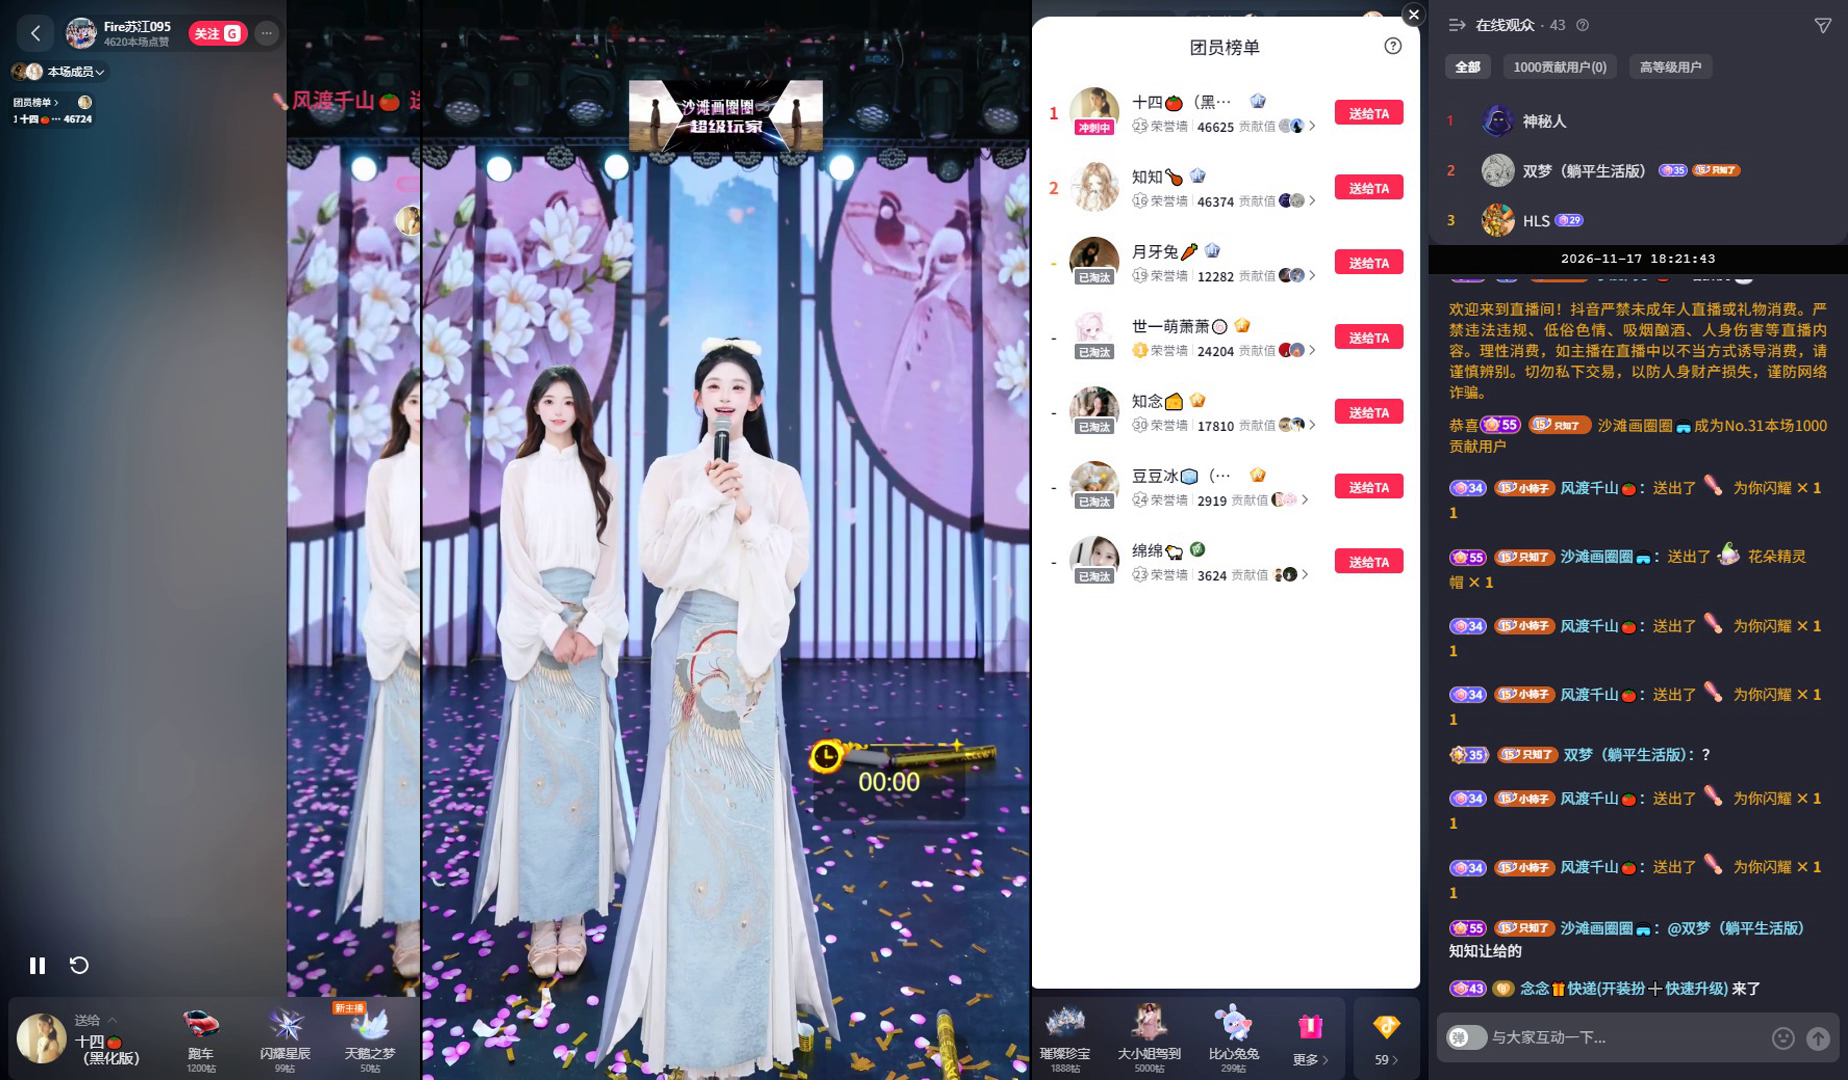 Fire苏江095
4620本场点赞
关注
G
本场成员
团员榜单
1 十四🍅··· 46724
风渡千山🍅 送
沙滩画圈圈
超级玩家
00:00
送给
十四🍅
(黑化版)
跑车
1200钻
闪耀星辰
99钻
新主播
天鹅之梦
50钻
团员榜单
1 十四🍅（黑··· 送给TA
冲刺中 25 荣誉墙 46625 贡献值
2 知知🍗 送给TA
16 荣誉墙 46374 贡献值
- 月牙兔🥕 送给TA
已淘汰 19 荣誉墙 12282 贡献值
- 世一萌萧萧🍥 送给TA
已淘汰 1 荣誉墙 24204 贡献值
- 知念🧀 送给TA
已淘汰 30 荣誉墙 17810 贡献值
- 豆豆冰🧊（··· 送给TA
已淘汰 24 荣誉墙 2919 贡献值
- 绵绵🐑 送给TA
已淘汰 23 荣誉墙 3624 贡献值
璀璨珍宝
1888钻
大小姐驾到
5000钻
比心兔兔
299钻
更多
59
在线观众 · 43
全部 1000贡献用户(0) 高等级用户
1 神秘人
2 双梦（躺平生活版） 35 15 只知了
3 HLS 29
2026-11-17 18:21:43
欢迎来到直播间！抖音严禁未成年人直播或礼物消费。严
禁违法违规、低俗色情、吸烟酗酒、人身伤害等直播内
容。理性消费，如主播在直播中以不当方式诱导消费，请
谨慎辨别。切勿私下交易，以防人身财产损失，谨防网络
诈骗。
恭喜 55 15 只知了 沙滩画圈圈🩳成为No.31本场1000
贡献用户
34 15 小柿子 风渡千山🍅： 送出了 为你闪耀 × 1
1
55 15 只知了 沙滩画圈圈🩳： 送出了 花朵精灵
帽 × 1
34 15 小柿子 风渡千山🍅： 送出了 为你闪耀 × 1
1
34 15 小柿子 风渡千山🍅： 送出了 为你闪耀 × 1
1
35 15 只知了 双梦（躺平生活版）：？
34 15 小柿子 风渡千山🍅： 送出了 为你闪耀 × 1
1
34 15 小柿子 风渡千山🍅： 送出了 为你闪耀 × 1
1
55 15 只知了 沙滩画圈圈🩳： @双梦（躺平生活版）
知知让给的
43 念念🎁快递(开装扮➕快速升级) 来了
弹 与大家互动一下...